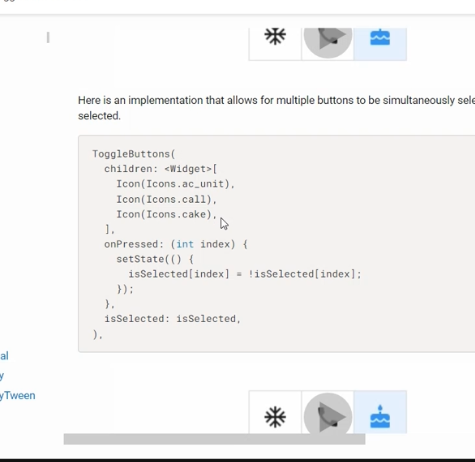 Here is an implementation that allows for multiple buttons to be simultaneously
selected.
ToggleButtons(
children: <Widget>[
Icon(Icons.ac_unit),
Icon(Icons.call),
Icon(Icons.cake),
],
onPressed: (int index) {
setState(() {
isSelected[index] = !isSelected[index];
});
},
isSelected: isSelected,
),
al
y
yTween